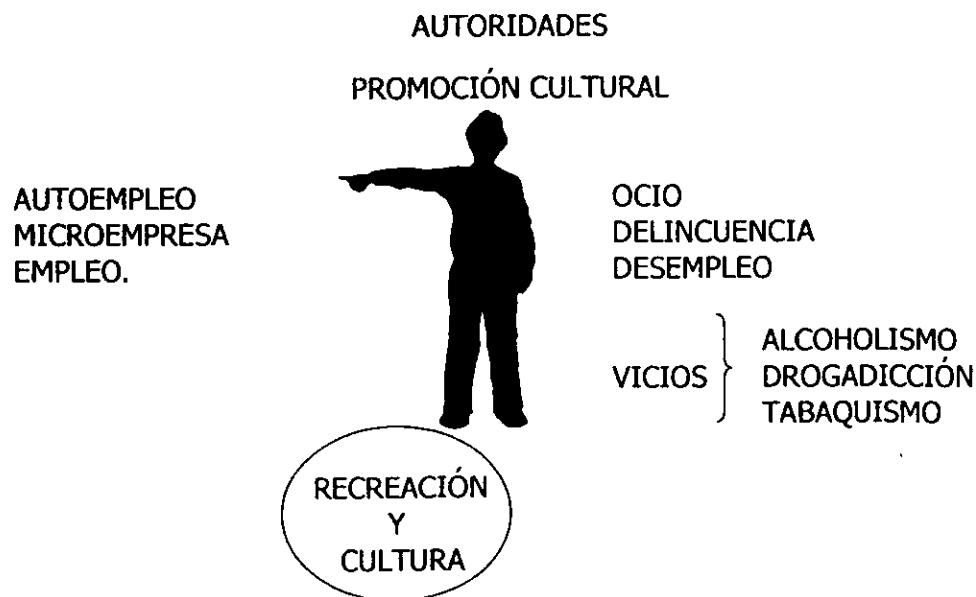 AUTORIDADES
PROMOCIÓN CULTURAL
AUTOEMPLEO
MICROEMPRESA
EMPLEO.
OCIO
DELINCUENCIA
DESEMPLEO
VICIOS
ALCOHOLISMO
DROGADICCIÓN
TABAQUISMO
RECREACIÓN
Y
CULTURA